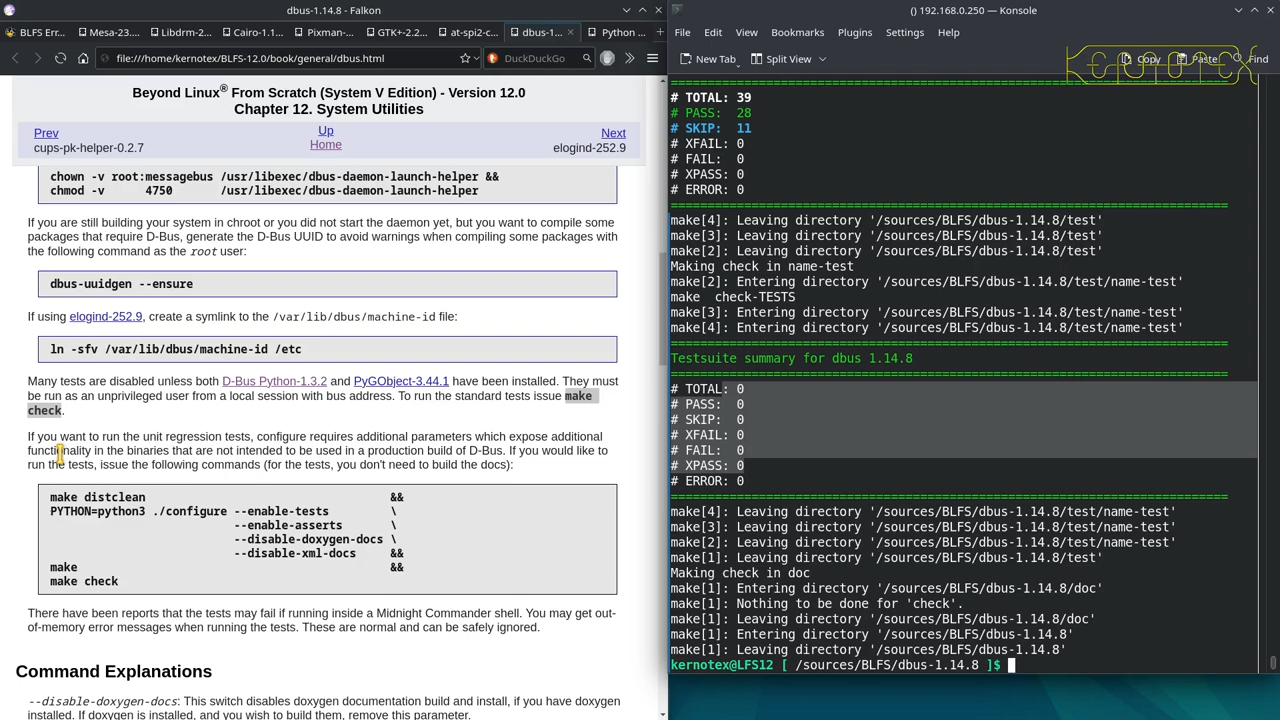 dbus-1.14.8 — Falkon
BLFS Err...
Mesa-23....
Libdrm-2...
Cairo-1.1...
Pixman-...
GTK+-2.2...
at-spi2-c...
dbus-1...
Python ...
file:///home/kernotex/BLFS-12.0/book/general/dbus.html
DuckDuckGo
Beyond Linux® From Scratch (System V Edition) - Version 12.0
Chapter 12. System Utilities
Prev Up Next
cups-pk-helper-0.2.7 Home elogind-252.9
chown -v root:messagebus /usr/libexec/dbus-daemon-launch-helper &&
chmod -v 4750 /usr/libexec/dbus-daemon-launch-helper
If you are still building your system in chroot or you did not start the daemon yet, but you want to compile some
packages that require D-Bus, generate the D-Bus UUID to avoid warnings when compiling some packages with
the following command as the root user:
dbus-uuidgen --ensure
If using elogind-252.9, create a symlink to the /var/lib/dbus/machine-id file:
ln -sfv /var/lib/dbus/machine-id /etc
Many tests are disabled unless both D-Bus Python-1.3.2 and PyGObject-3.44.1 have been installed. They must
be run as an unprivileged user from a local session with bus address. To run the standard tests issue make
check.
If you want to run the unit regression tests, configure requires additional parameters which expose additional
functionality in the binaries that are not intended to be used in a production build of D-Bus. If you would like to
run the tests, issue the following commands (for the tests, you don't need to build the docs):
make distclean &&
PYTHON=python3 ./configure --enable-tests \
--enable-asserts \
--disable-doxygen-docs \
--disable-xml-docs &&
make &&
make check
There have been reports that the tests may fail if running inside a Midnight Commander shell. You may get out-
of-memory error messages when running the tests. These are normal and can be safely ignored.
Command Explanations
--disable-doxygen-docs: This switch disables doxygen documentation build and install, if you have doxygen
installed. If doxygen is installed, and you wish to build them, remove this parameter.
() 192.168.0.250 — Konsole
File Edit View Bookmarks Plugins Settings Help
New Tab Split View Copy Paste Find
kernotex
================================================================
# TOTAL: 39
# PASS: 28
# SKIP: 11
# XFAIL: 0
# FAIL: 0
# XPASS: 0
# ERROR: 0
================================================================
make[4]: Leaving directory '/sources/BLFS/dbus-1.14.8/test'
make[3]: Leaving directory '/sources/BLFS/dbus-1.14.8/test'
make[2]: Leaving directory '/sources/BLFS/dbus-1.14.8/test'
Making check in name-test
make[2]: Entering directory '/sources/BLFS/dbus-1.14.8/test/name-test'
make check-TESTS
make[3]: Entering directory '/sources/BLFS/dbus-1.14.8/test/name-test'
make[4]: Entering directory '/sources/BLFS/dbus-1.14.8/test/name-test'
================================================================
Testsuite summary for dbus 1.14.8
================================================================
# TOTAL: 0
# PASS: 0
# SKIP: 0
# XFAIL: 0
# FAIL: 0
# XPASS: 0
# ERROR: 0
================================================================
make[4]: Leaving directory '/sources/BLFS/dbus-1.14.8/test/name-test'
make[3]: Leaving directory '/sources/BLFS/dbus-1.14.8/test/name-test'
make[2]: Leaving directory '/sources/BLFS/dbus-1.14.8/test/name-test'
make[1]: Leaving directory '/sources/BLFS/dbus-1.14.8/test'
Making check in doc
make[1]: Entering directory '/sources/BLFS/dbus-1.14.8/doc'
make[1]: Nothing to be done for 'check'.
make[1]: Leaving directory '/sources/BLFS/dbus-1.14.8/doc'
make[1]: Entering directory '/sources/BLFS/dbus-1.14.8'
make[1]: Leaving directory '/sources/BLFS/dbus-1.14.8'
kernotex@LFS12 [ /sources/BLFS/dbus-1.14.8 ]$